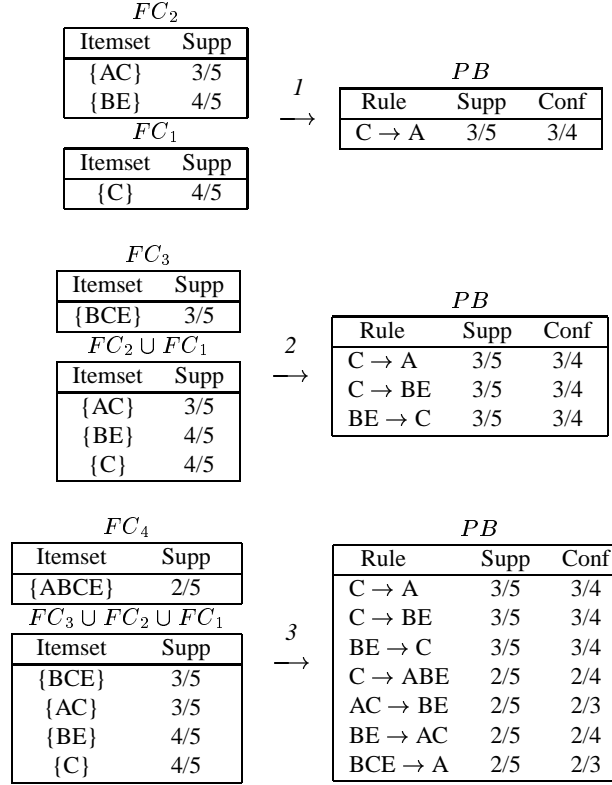 FC₂
Itemset Supp
{AC} 3/5
{BE} 4/5
FC₁
Itemset Supp
{C} 4/5
1
→
PB
Rule Supp Conf
C → A 3/5 3/4
FC₃
Itemset Supp
{BCE} 3/5
FC₂ ∪ FC₁
Itemset Supp
{AC} 3/5
{BE} 4/5
{C} 4/5
2
→
PB
Rule Supp Conf
C → A 3/5 3/4
C → BE 3/5 3/4
BE → C 3/5 3/4
FC₄
Itemset Supp
{ABCE} 2/5
FC₃ ∪ FC₂ ∪ FC₁
Itemset Supp
{BCE} 3/5
{AC} 3/5
{BE} 4/5
{C} 4/5
3
→
PB
Rule Supp Conf
C → A 3/5 3/4
C → BE 3/5 3/4
BE → C 3/5 3/4
C → ABE 2/5 2/4
AC → BE 2/5 2/3
BE → AC 2/5 2/4
BCE → A 2/5 2/3